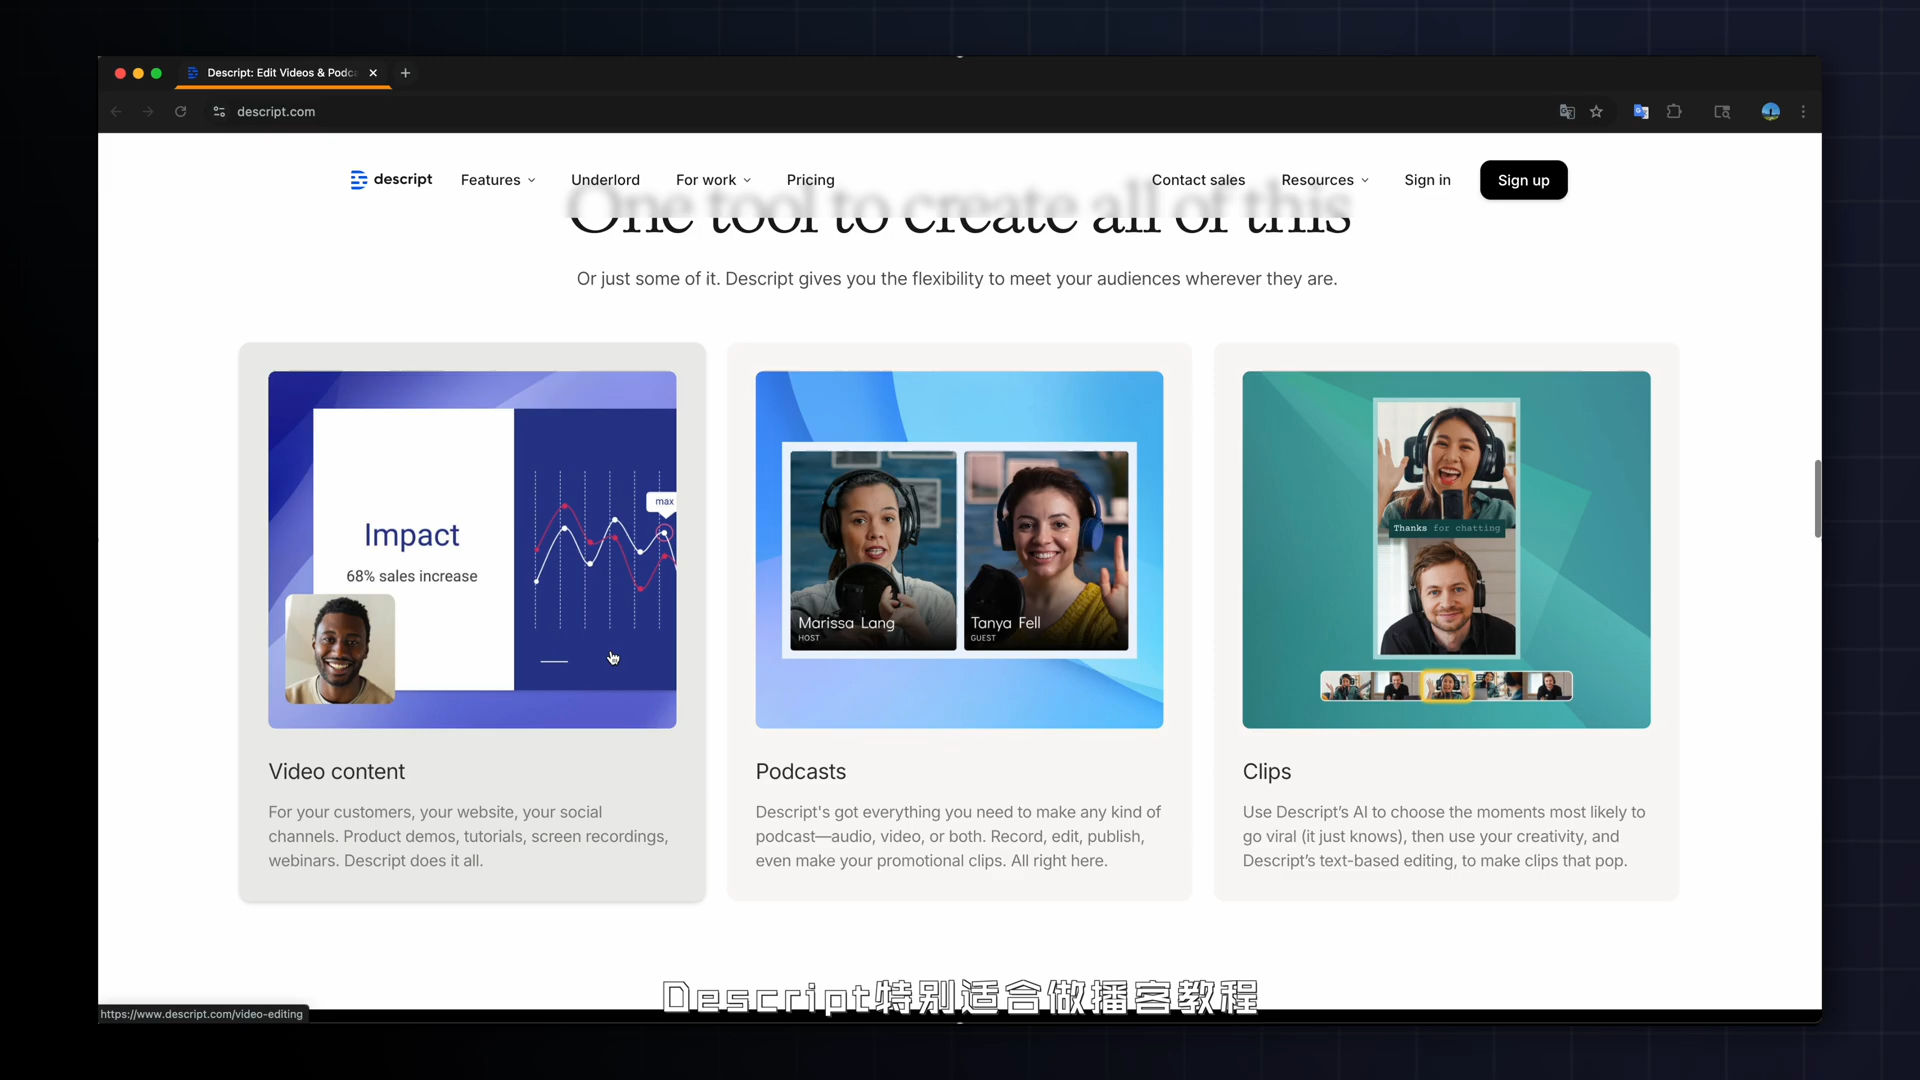 Descript: Edit Videos & Podca
descript.com
descript
Features
Underlord
For work
Pricing
Contact sales
Resources
Sign in
Sign up
One tool to create all of this
Or just some of it. Descript gives you the flexibility to meet your audiences wherever they are.
Impact
68% sales increase
max
Marissa Lang
HOST
Tanya Fell
GUEST
Thanks for chatting
Video content
For your customers, your website, your social
channels. Product demos, tutorials, screen recordings,
webinars. Descript does it all.
Podcasts
Descript's got everything you need to make any kind of
podcast—audio, video, or both. Record, edit, publish,
even make your promotional clips. All right here.
Clips
Use Descript’s AI to choose the moments most likely to
go viral (it just knows), then use your creativity, and
Descript’s text-based editing, to make clips that pop.
Descript特别适合做播客教程
https://www.descript.com/video-editing